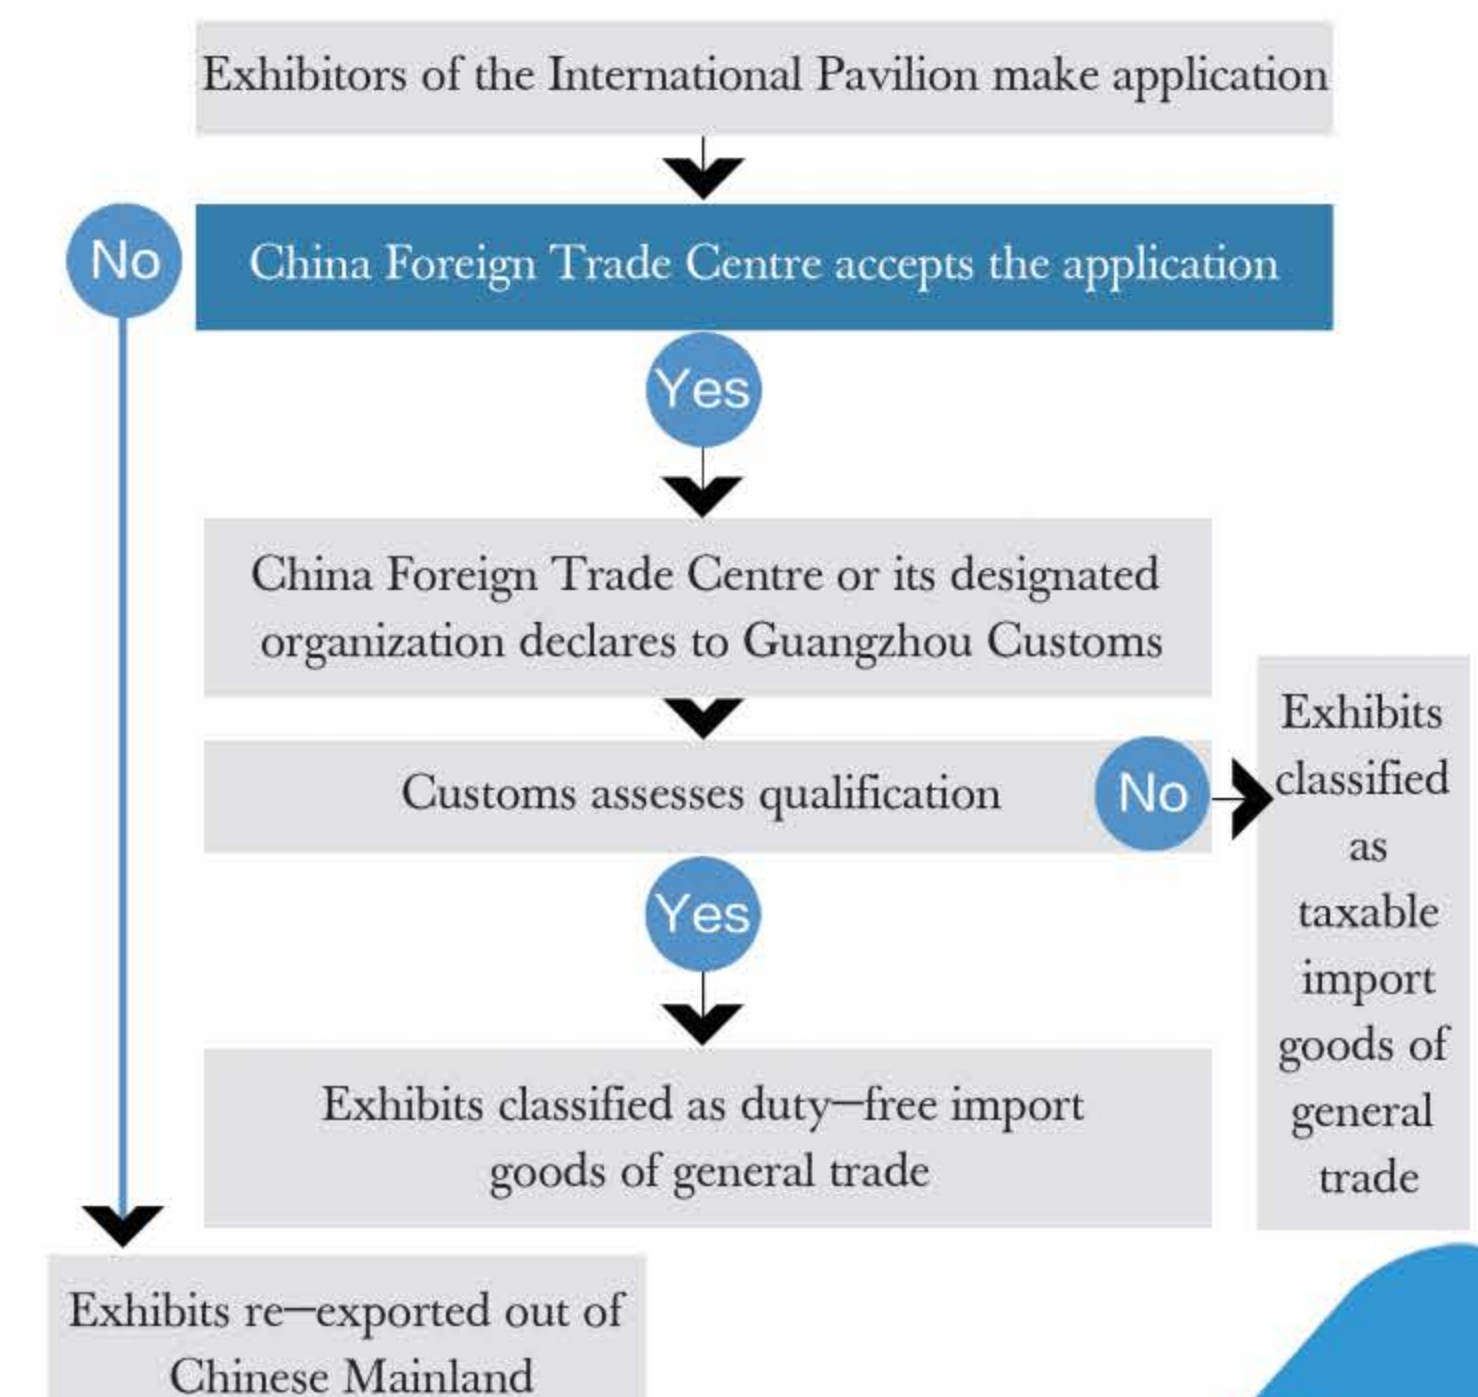 Exhibitors of the International Pavilion make application
No
China Foreign Trade Centre accepts the application
Yes
China Foreign Trade Centre or its designated
organization declares to Guangzhou Customs
Customs assesses qualification
No
Exhibits
classified
as
taxable
import
goods of
general
trade
Yes
Exhibits classified as duty—free import
goods of general trade
Exhibits re—exported out of
Chinese Mainland